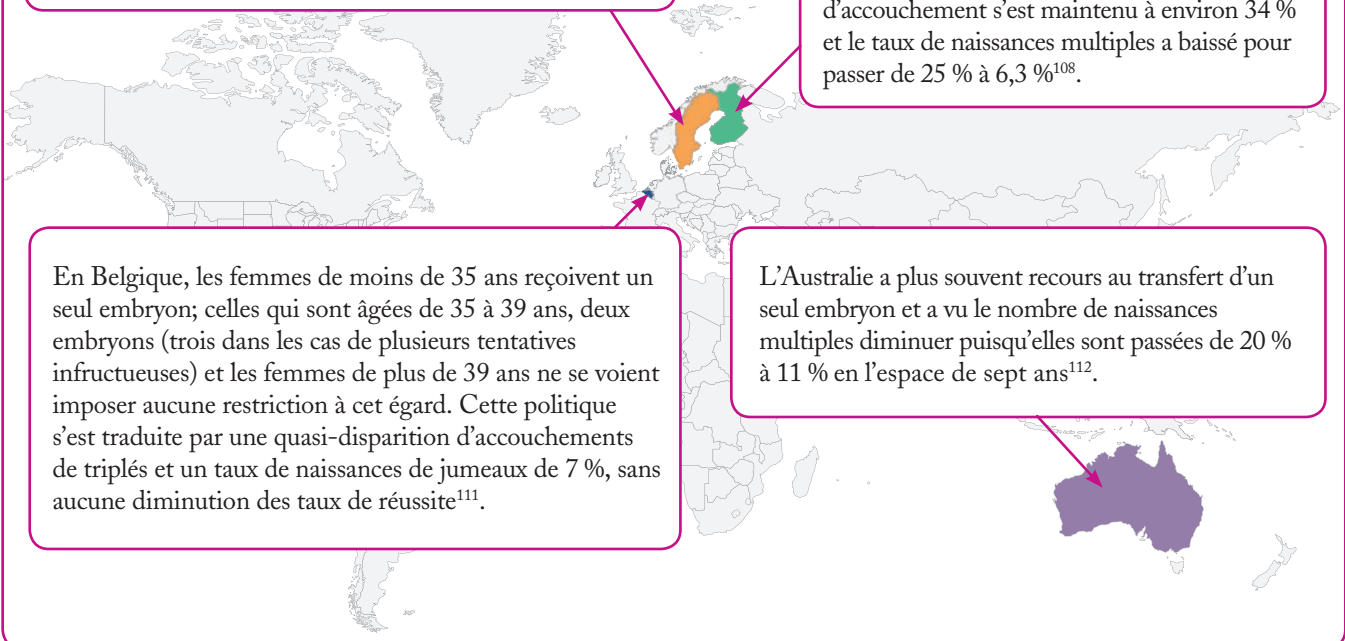 d’accouchement s’est maintenu à environ 34 %
et le taux de naissances multiples a baissé pour
passer de 25 % à 6,3 %¹⁰⁸.
En Belgique, les femmes de moins de 35 ans reçoivent un
seul embryon; celles qui sont âgées de 35 à 39 ans, deux
embryons (trois dans les cas de plusieurs tentatives
infructueuses) et les femmes de plus de 39 ans ne se voient
imposer aucune restriction à cet égard. Cette politique
s’est traduite par une quasi-disparition d’accouchements
de triplés et un taux de naissances de jumeaux de 7 %, sans
aucune diminution des taux de réussite¹¹¹.
L’Australie a plus souvent recours au transfert d’un
seul embryon et a vu le nombre de naissances
multiples diminuer puisqu’elles sont passées de 20 %
à 11 % en l’espace de sept ans¹¹².